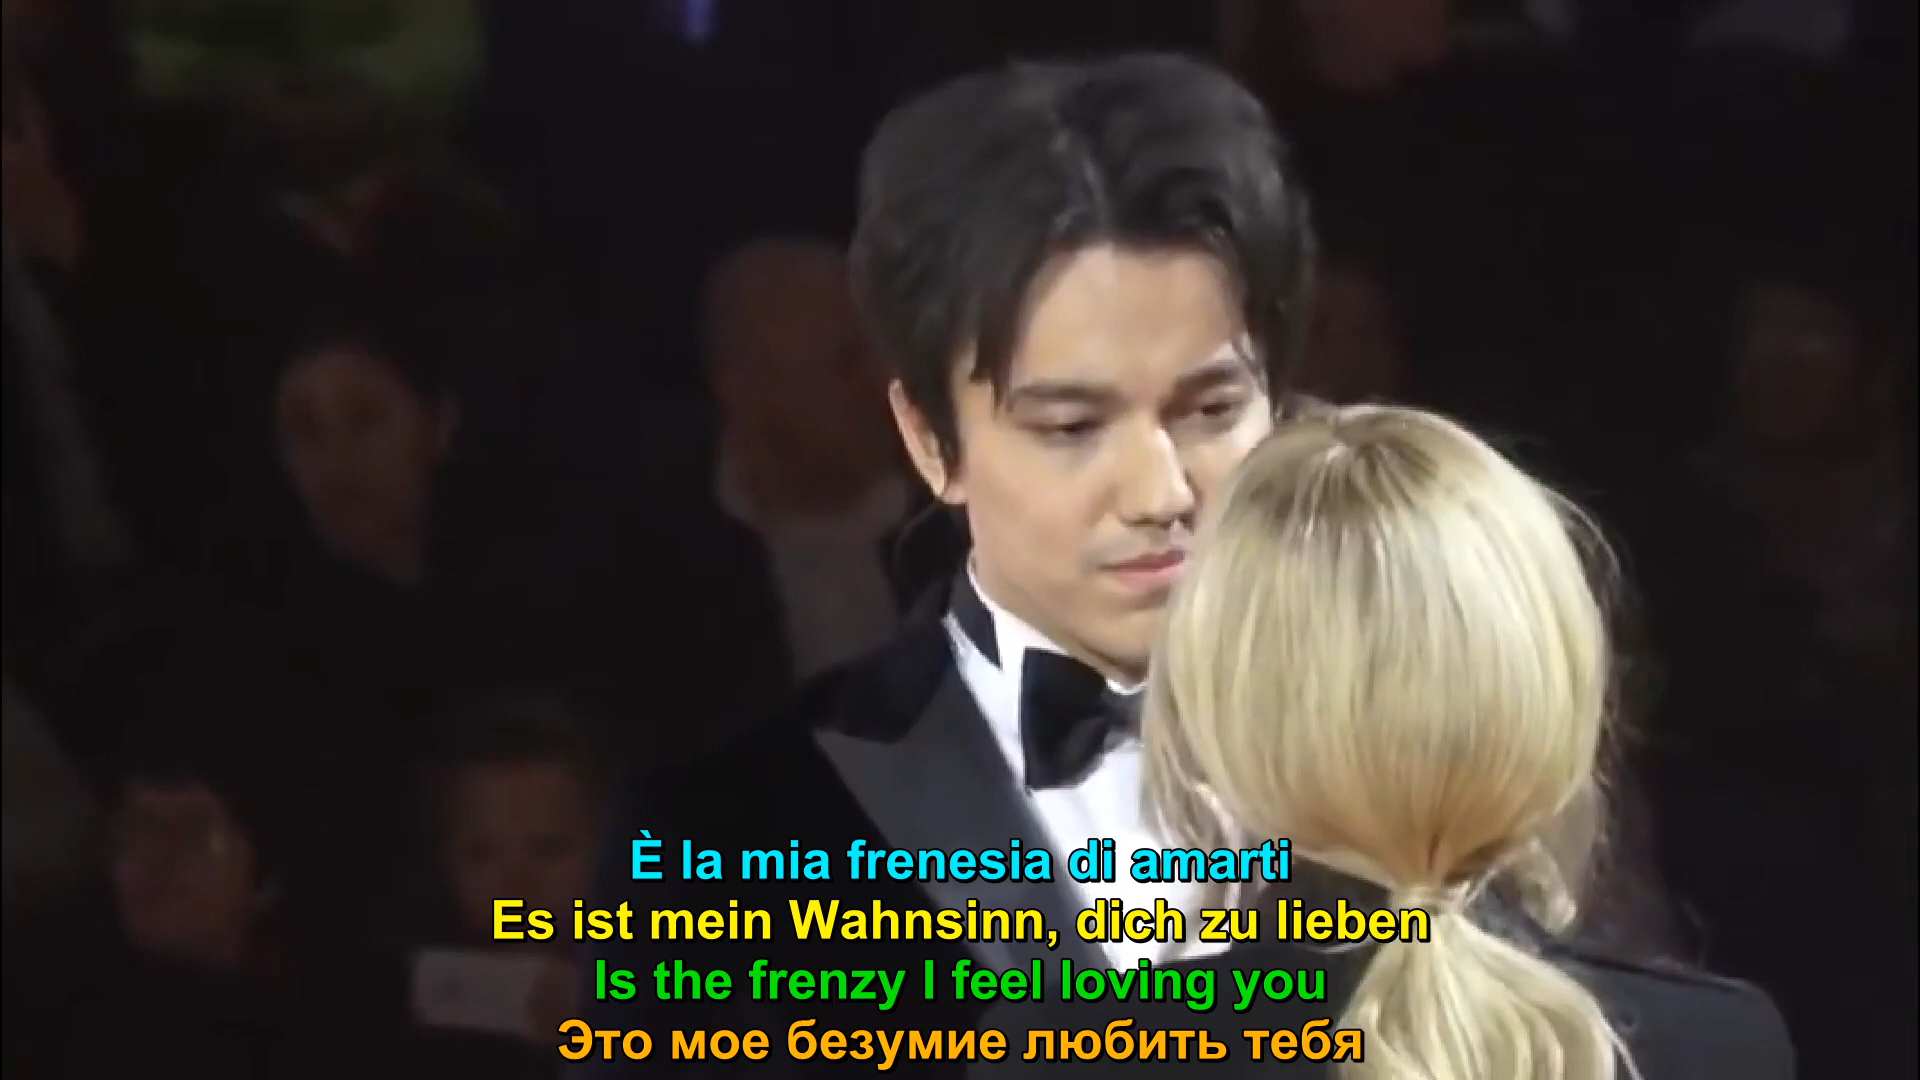 È la mia frenesia di amarti
Es ist mein Wahnsinn, dich zu lieben
Is the frenzy I feel loving you
Это мое безумие любить тебя